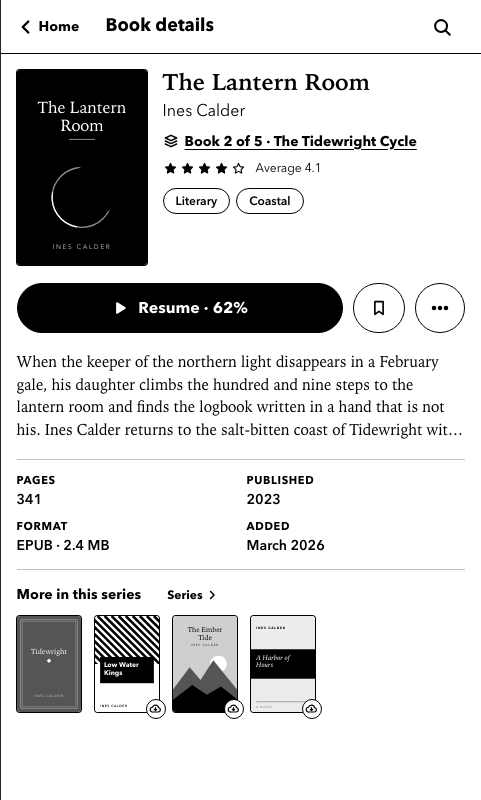 Home
Book details
The Lantern
Room
INES CALDER
The Lantern Room
Ines Calder
Book 2 of 5 · The Tidewright Cycle
Average 4.1
Literary
Coastal
Resume · 62%
When the keeper of the northern light disappears in a February
gale, his daughter climbs the hundred and nine steps to the
lantern room and finds the logbook written in a hand that is not
his. Ines Calder returns to the salt-bitten coast of Tidewright wit…
PAGES
341
PUBLISHED
2023
FORMAT
EPUB · 2.4 MB
ADDED
March 2026
More in this series
Series
Tidewright
INES CALDER
Low Water
Kings
INES CALDER
The Ember
Tide
INES CALDER
INES CALDER
A Harbor of
Hours
A NOVEL